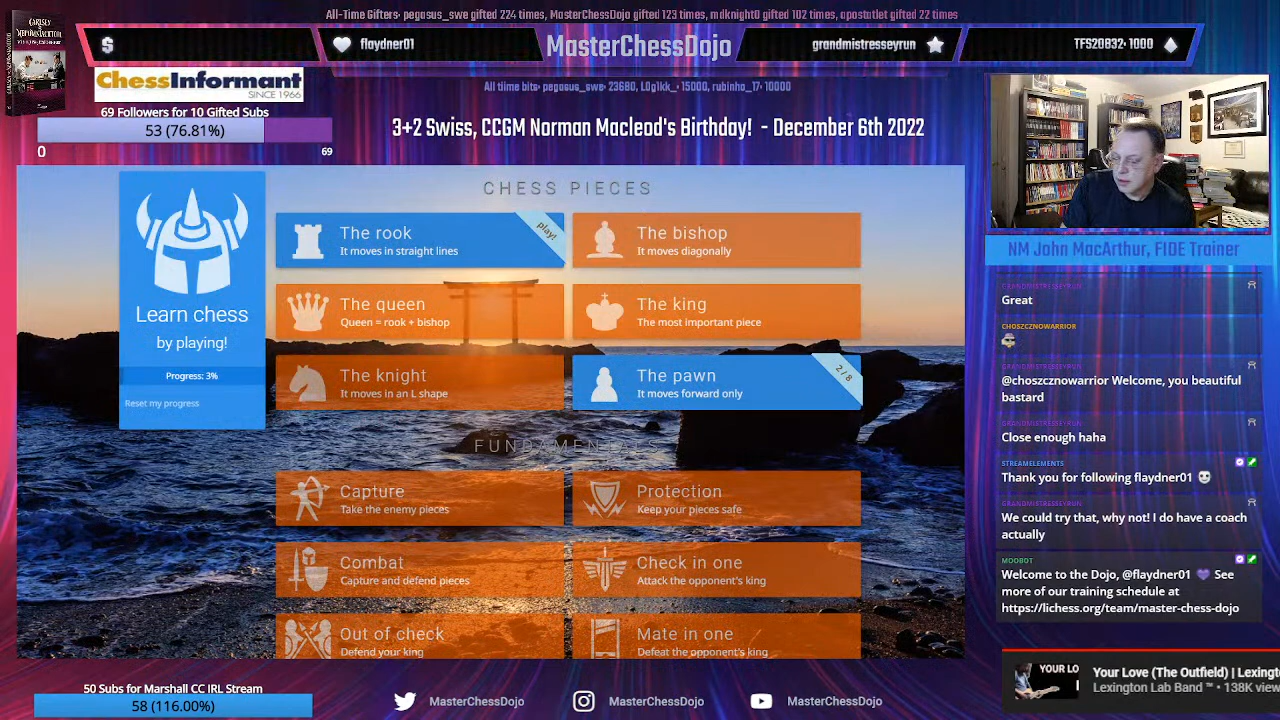 All-Time Gifters• pegasus_swe gifted 224 times, MasterChessDojo gifted 123 times, mdknight0 gifted 102 times, apostatlet gifted 22 times
$
flaydner01
MasterChessDojo
grandmistresseyrun
TFS20832• 1000
ChessInformant
SINCE 1966
All tiime bits• pegasus_swe• 23680, L0g1kk_• 15000, rubinho_17• 10000
69 Followers for 10 Gifted Subs
53 (76.81%)
0
69
3+2 Swiss, CCGM Norman Macleod's Birthday! - December 6th 2022
CHESS PIECES
Learn chess
by playing!
Progress: 3%
Reset my progress
The rook
It moves in straight lines
play!
The bishop
It moves diagonally
The queen
Queen = rook + bishop
The king
The most important piece
The knight
It moves in an L shape
The pawn
It moves forward only
2/8
FUNDAMENTALS
Capture
Take the enemy pieces
Protection
Keep your pieces safe
Combat
Capture and defend pieces
Check in one
Attack the opponent's king
Out of check
Defend your king
Mate in one
Defeat the opponent's king
NM John MacArthur, FIDE Trainer
GRANDMISTRESSEYRUN
Great
CHOSZCZNOWARRIOR
GRANDMISTRESSEYRUN
@choszcznowarrior Welcome, you beautiful
bastard
GRANDMISTRESSEYRUN
Close enough haha
STREAMELEMENTS
Thank you for following flaydner01
GRANDMISTRESSEYRUN
We could try that, why not! I do have a coach
actually
MOOBOT
Welcome to the Dojo, @flaydner01 💜 See
more of our training schedule at
https://lichess.org/team/master-chess-dojo
50 Subs for Marshall CC IRL Stream
58 (116.00%)
MasterChessDojo
MasterChessDojo
MasterChessDojo
YOUR LO
Your Love (The Outfield) | Lexingt
Lexington Lab Band ™ • 138K view